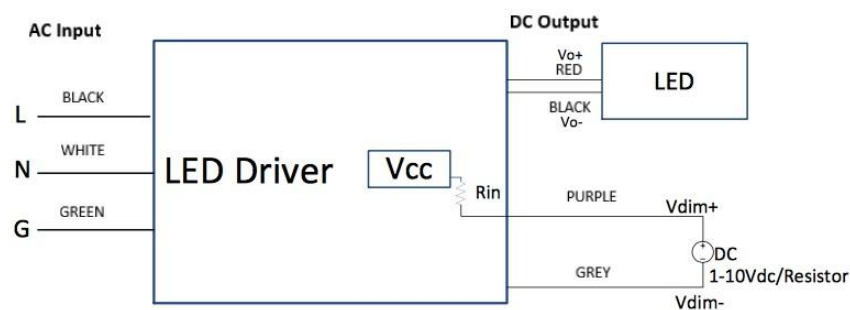 AC Input
DC Output
L
BLACK
N
WHITE
G
GREEN
LED Driver
Vcc
Rin
Vo+
RED
BLACK
Vo-
LED
PURPLE
Vdim+
DC
1-10Vdc/Resistor
GREY
Vdim-